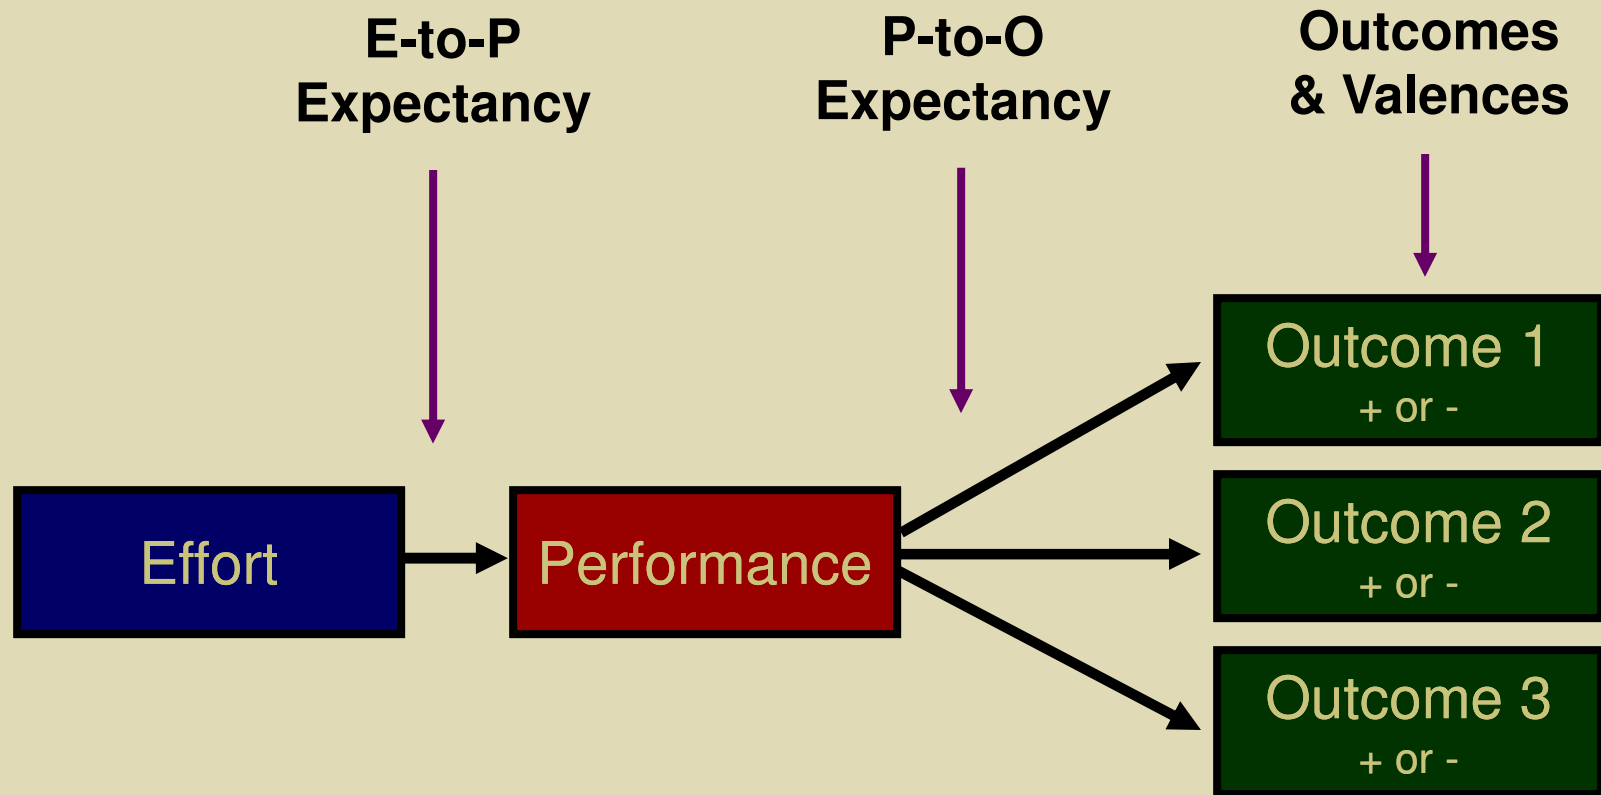 E-to-P
Expectancy
P-to-O
Expectancy
Outcomes
& Valences
Effort
Performance
Outcome 1
+ or -
Outcome 2
+ or -
Outcome 3
+ or -